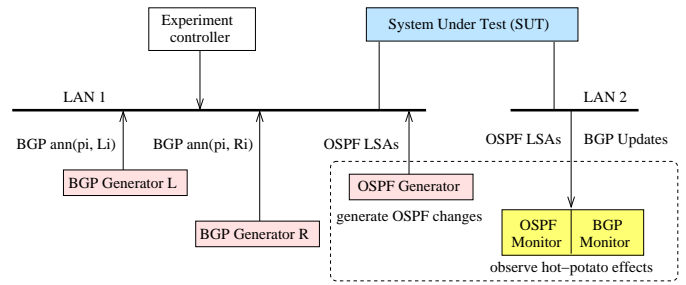 Experiment
controller
System Under Test (SUT)
LAN 1
LAN 2
BGP ann(pi, Li)
BGP ann(pi, Ri)
OSPF LSAs
OSPF LSAs
BGP Updates
BGP Generator L
OSPF Generator
generate OSPF changes
BGP Generator R
OSPF
Monitor
BGP
Monitor
observe hot−potato effects